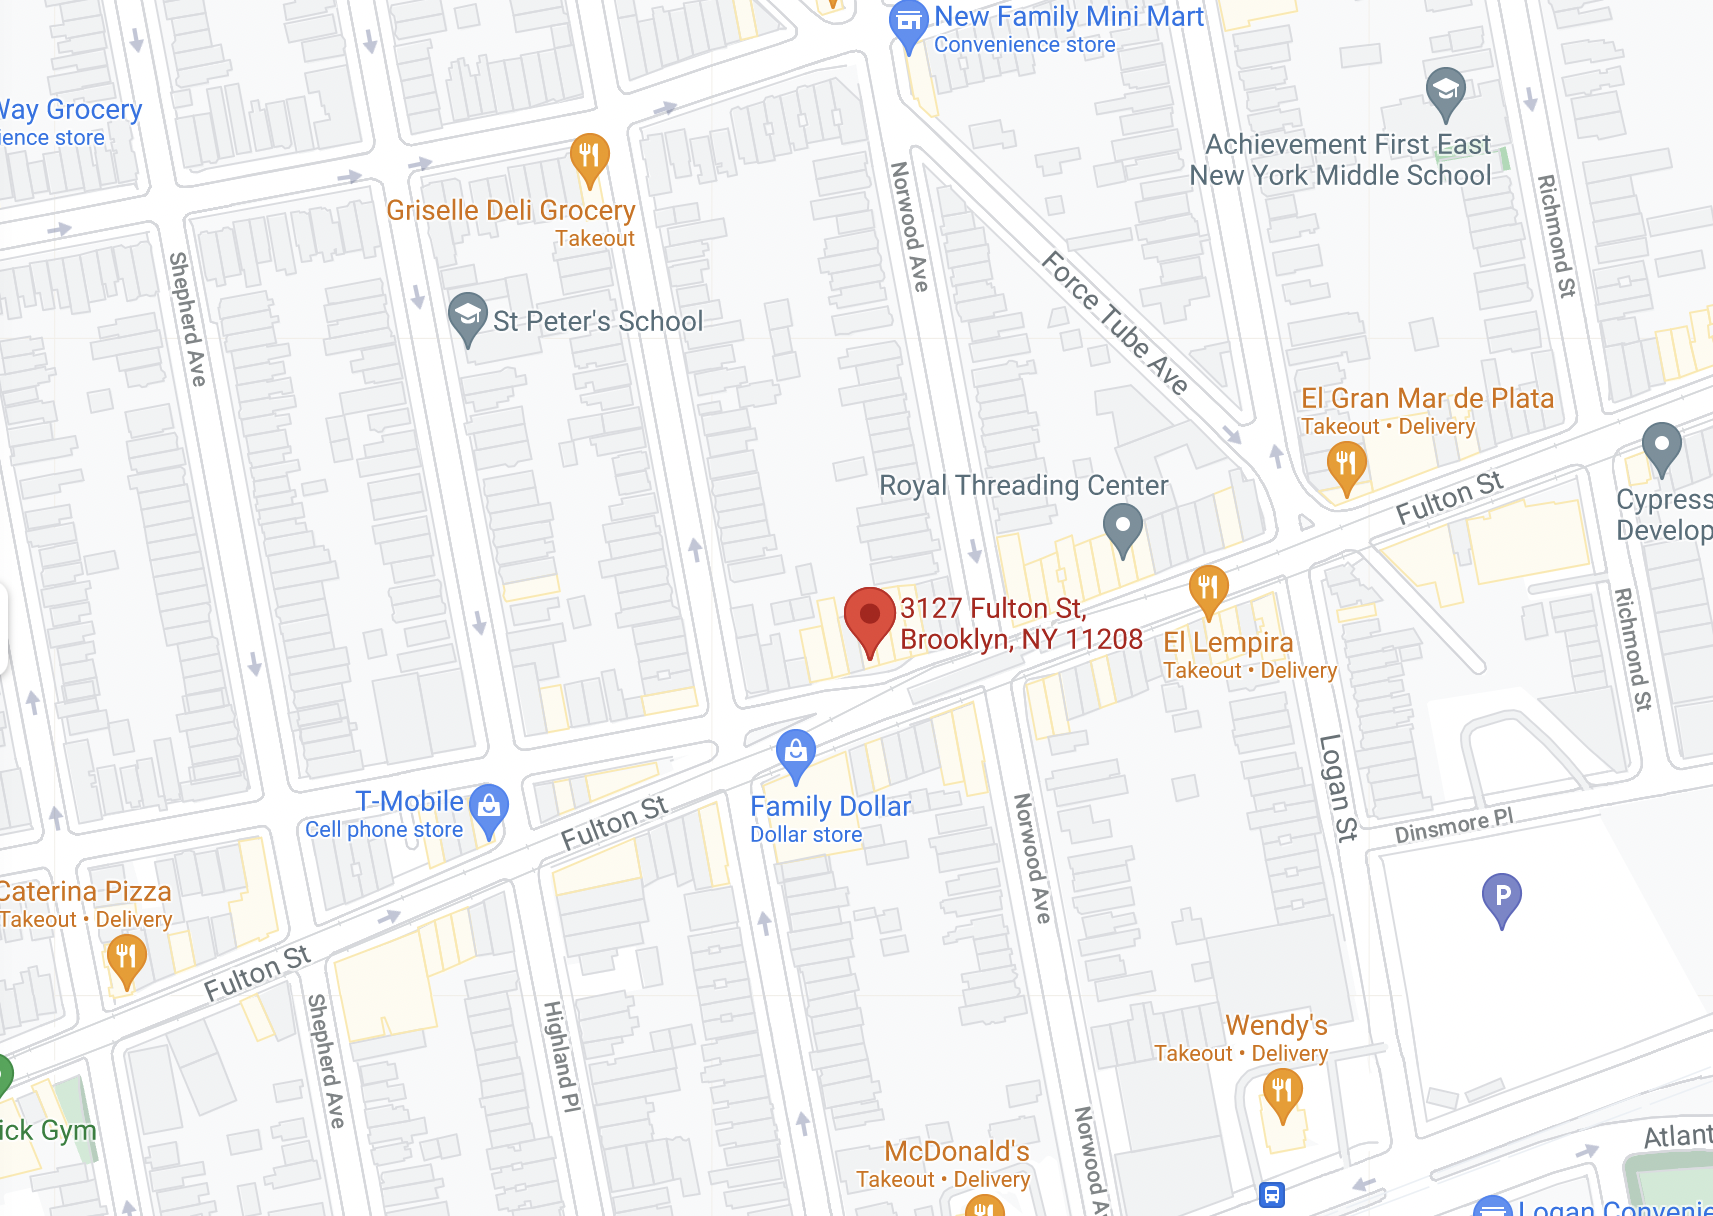 New Family Mini Mart
Convenience store
Way Grocery
ience store
Achievement First East
New York Middle School
Griselle Deli Grocery
Takeout
Norwood Ave
Richmond St
Shepherd Ave
Force Tube Ave
St Peter's School
El Gran Mar de Plata
Takeout • Delivery
Royal Threading Center
Fulton St
Cypress
Develop
3127 Fulton St,
Brooklyn, NY 11208
El Lempira
Takeout • Delivery
Richmond St
Logan St
T-Mobile
Cell phone store
Fulton St
Family Dollar
Dollar store
Norwood Ave
Dinsmore Pl
Caterina Pizza
Takeout • Delivery
P
Fulton St
Shepherd Ave
Highland Pl
Wendy's
Takeout • Delivery
ick Gym
Norwood Av
McDonald's
Takeout • Delivery
Atlant
Logan Convenie